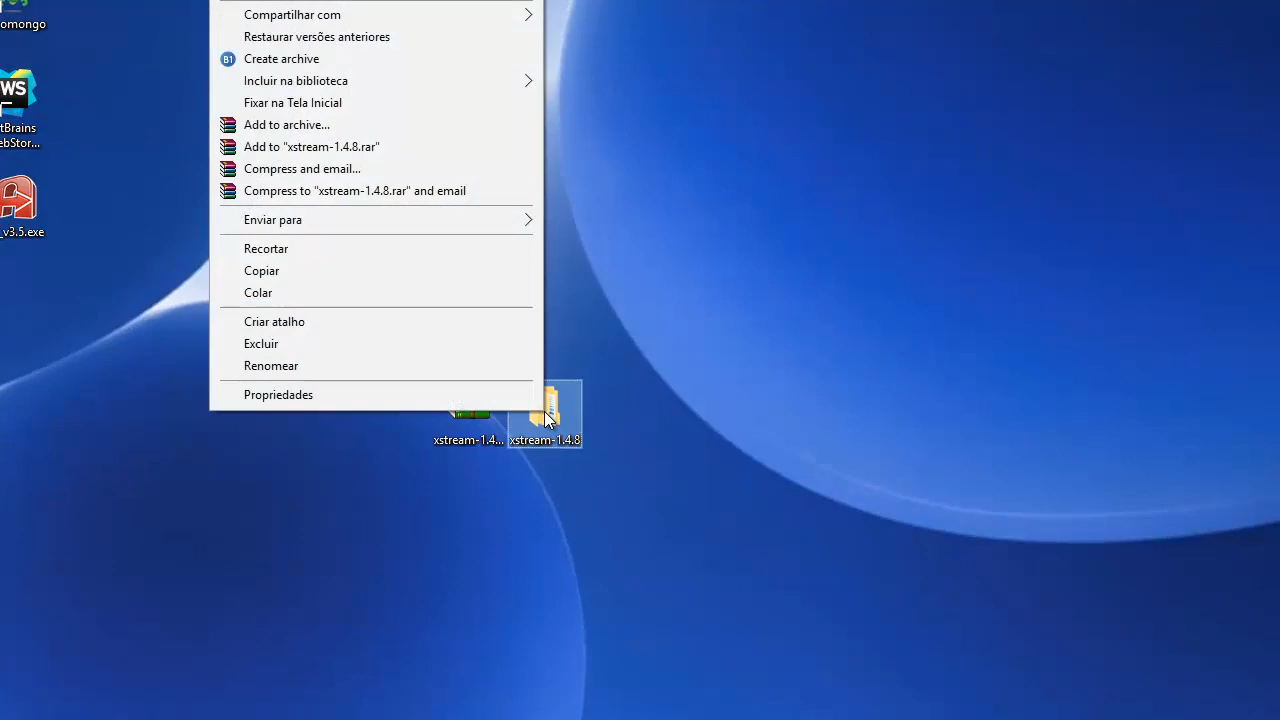 omongo
WS
tBrains
ebStor...
_v3.5.exe
Compartilhar com
Restaurar versões anteriores
B1
Create archive
Incluir na biblioteca
Fixar na Tela Inicial
Add to archive...
Add to "xstream-1.4.8.rar"
Compress and email...
Compress to "xstream-1.4.8.rar" and email
Enviar para
Recortar
Copiar
Colar
Criar atalho
Excluir
Renomear
Propriedades
xstream-1.4...
xstream-1.4.8